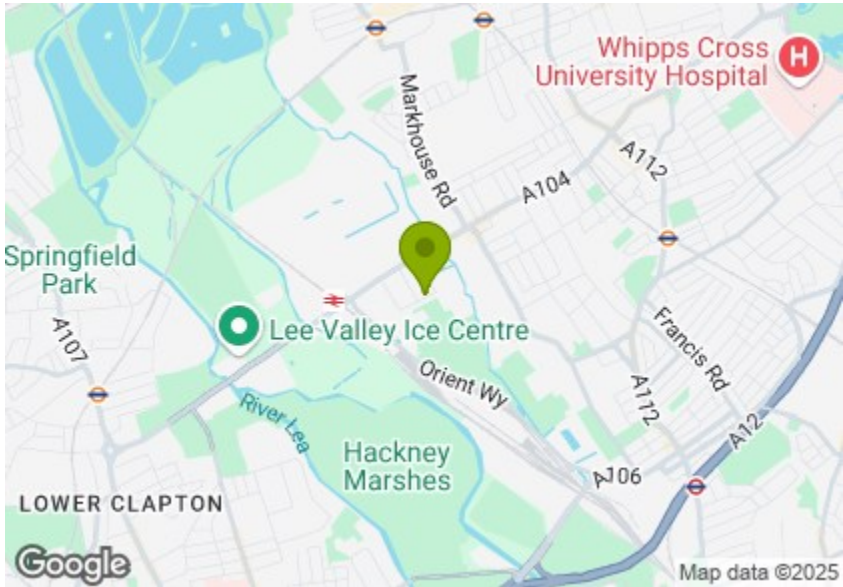 Whipps Cross
University Hospital
H
Markhouse Rd
A112
A104
Springfield
Park
A107
Lee Valley Ice Centre
Francis Rd
Orient Wy
A112
A12
River Lea
Hackney
Marshes
A106
LOWER CLAPTON
Google
Map data ©2025